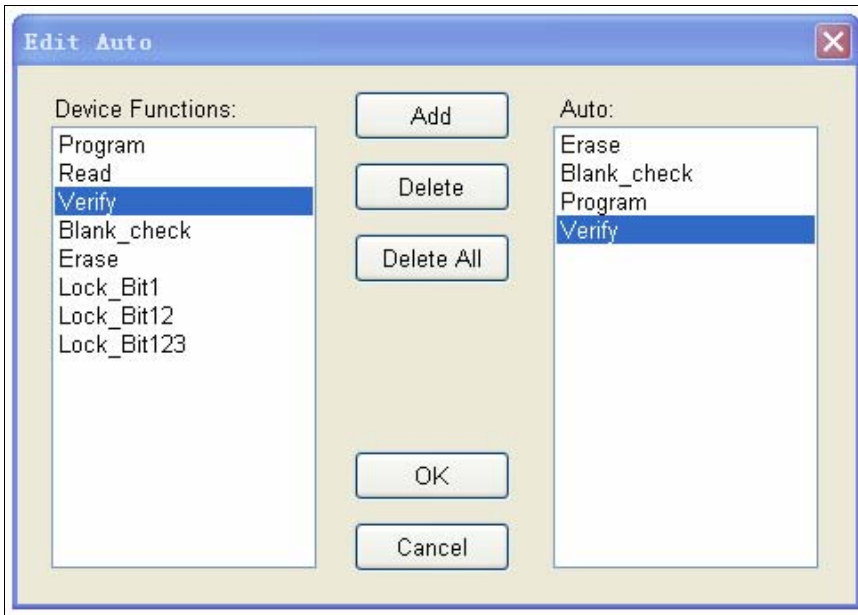 Edit Auto
Device Functions:
Program
Read
Verify
Blank_check
Erase
Lock_Bit1
Lock_Bit12
Lock_Bit123
Add
Delete
Delete All
OK
Cancel
Auto:
Erase
Blank_check
Program
Verify